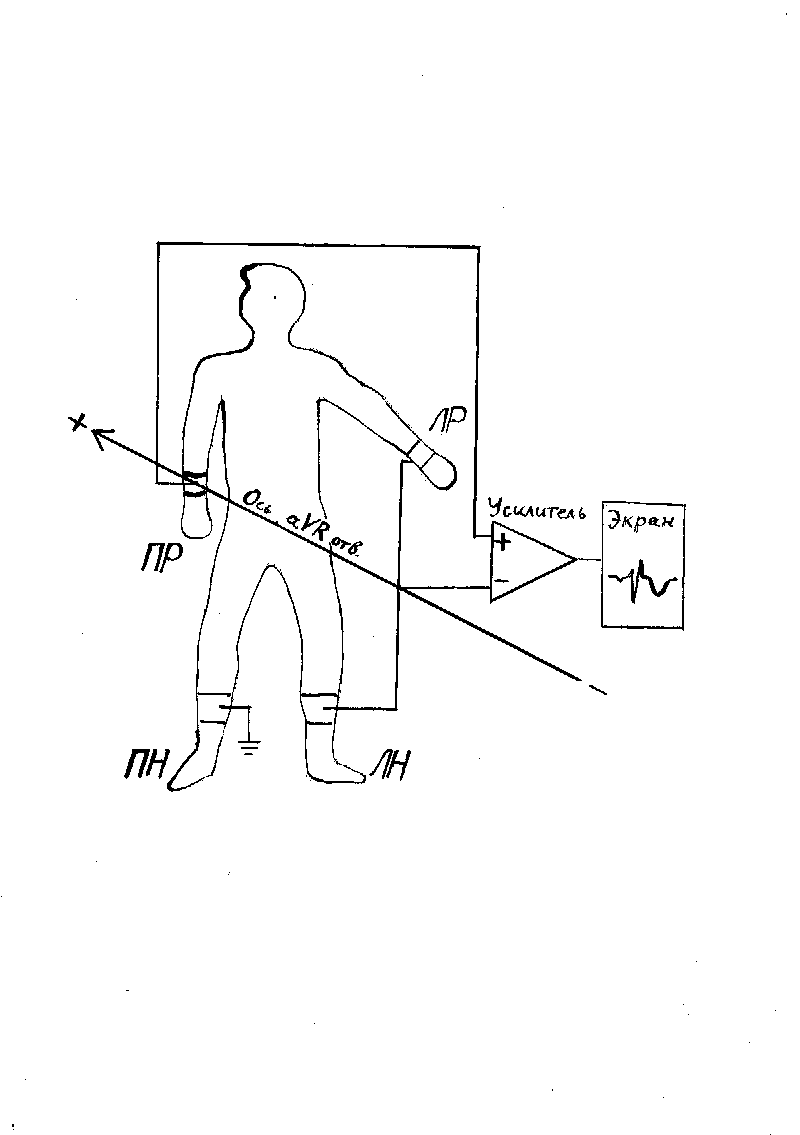 ЛР
+
Усилитель
Экран
Ось aVR отв.
+
−
ПР
−
ПН
ЛН